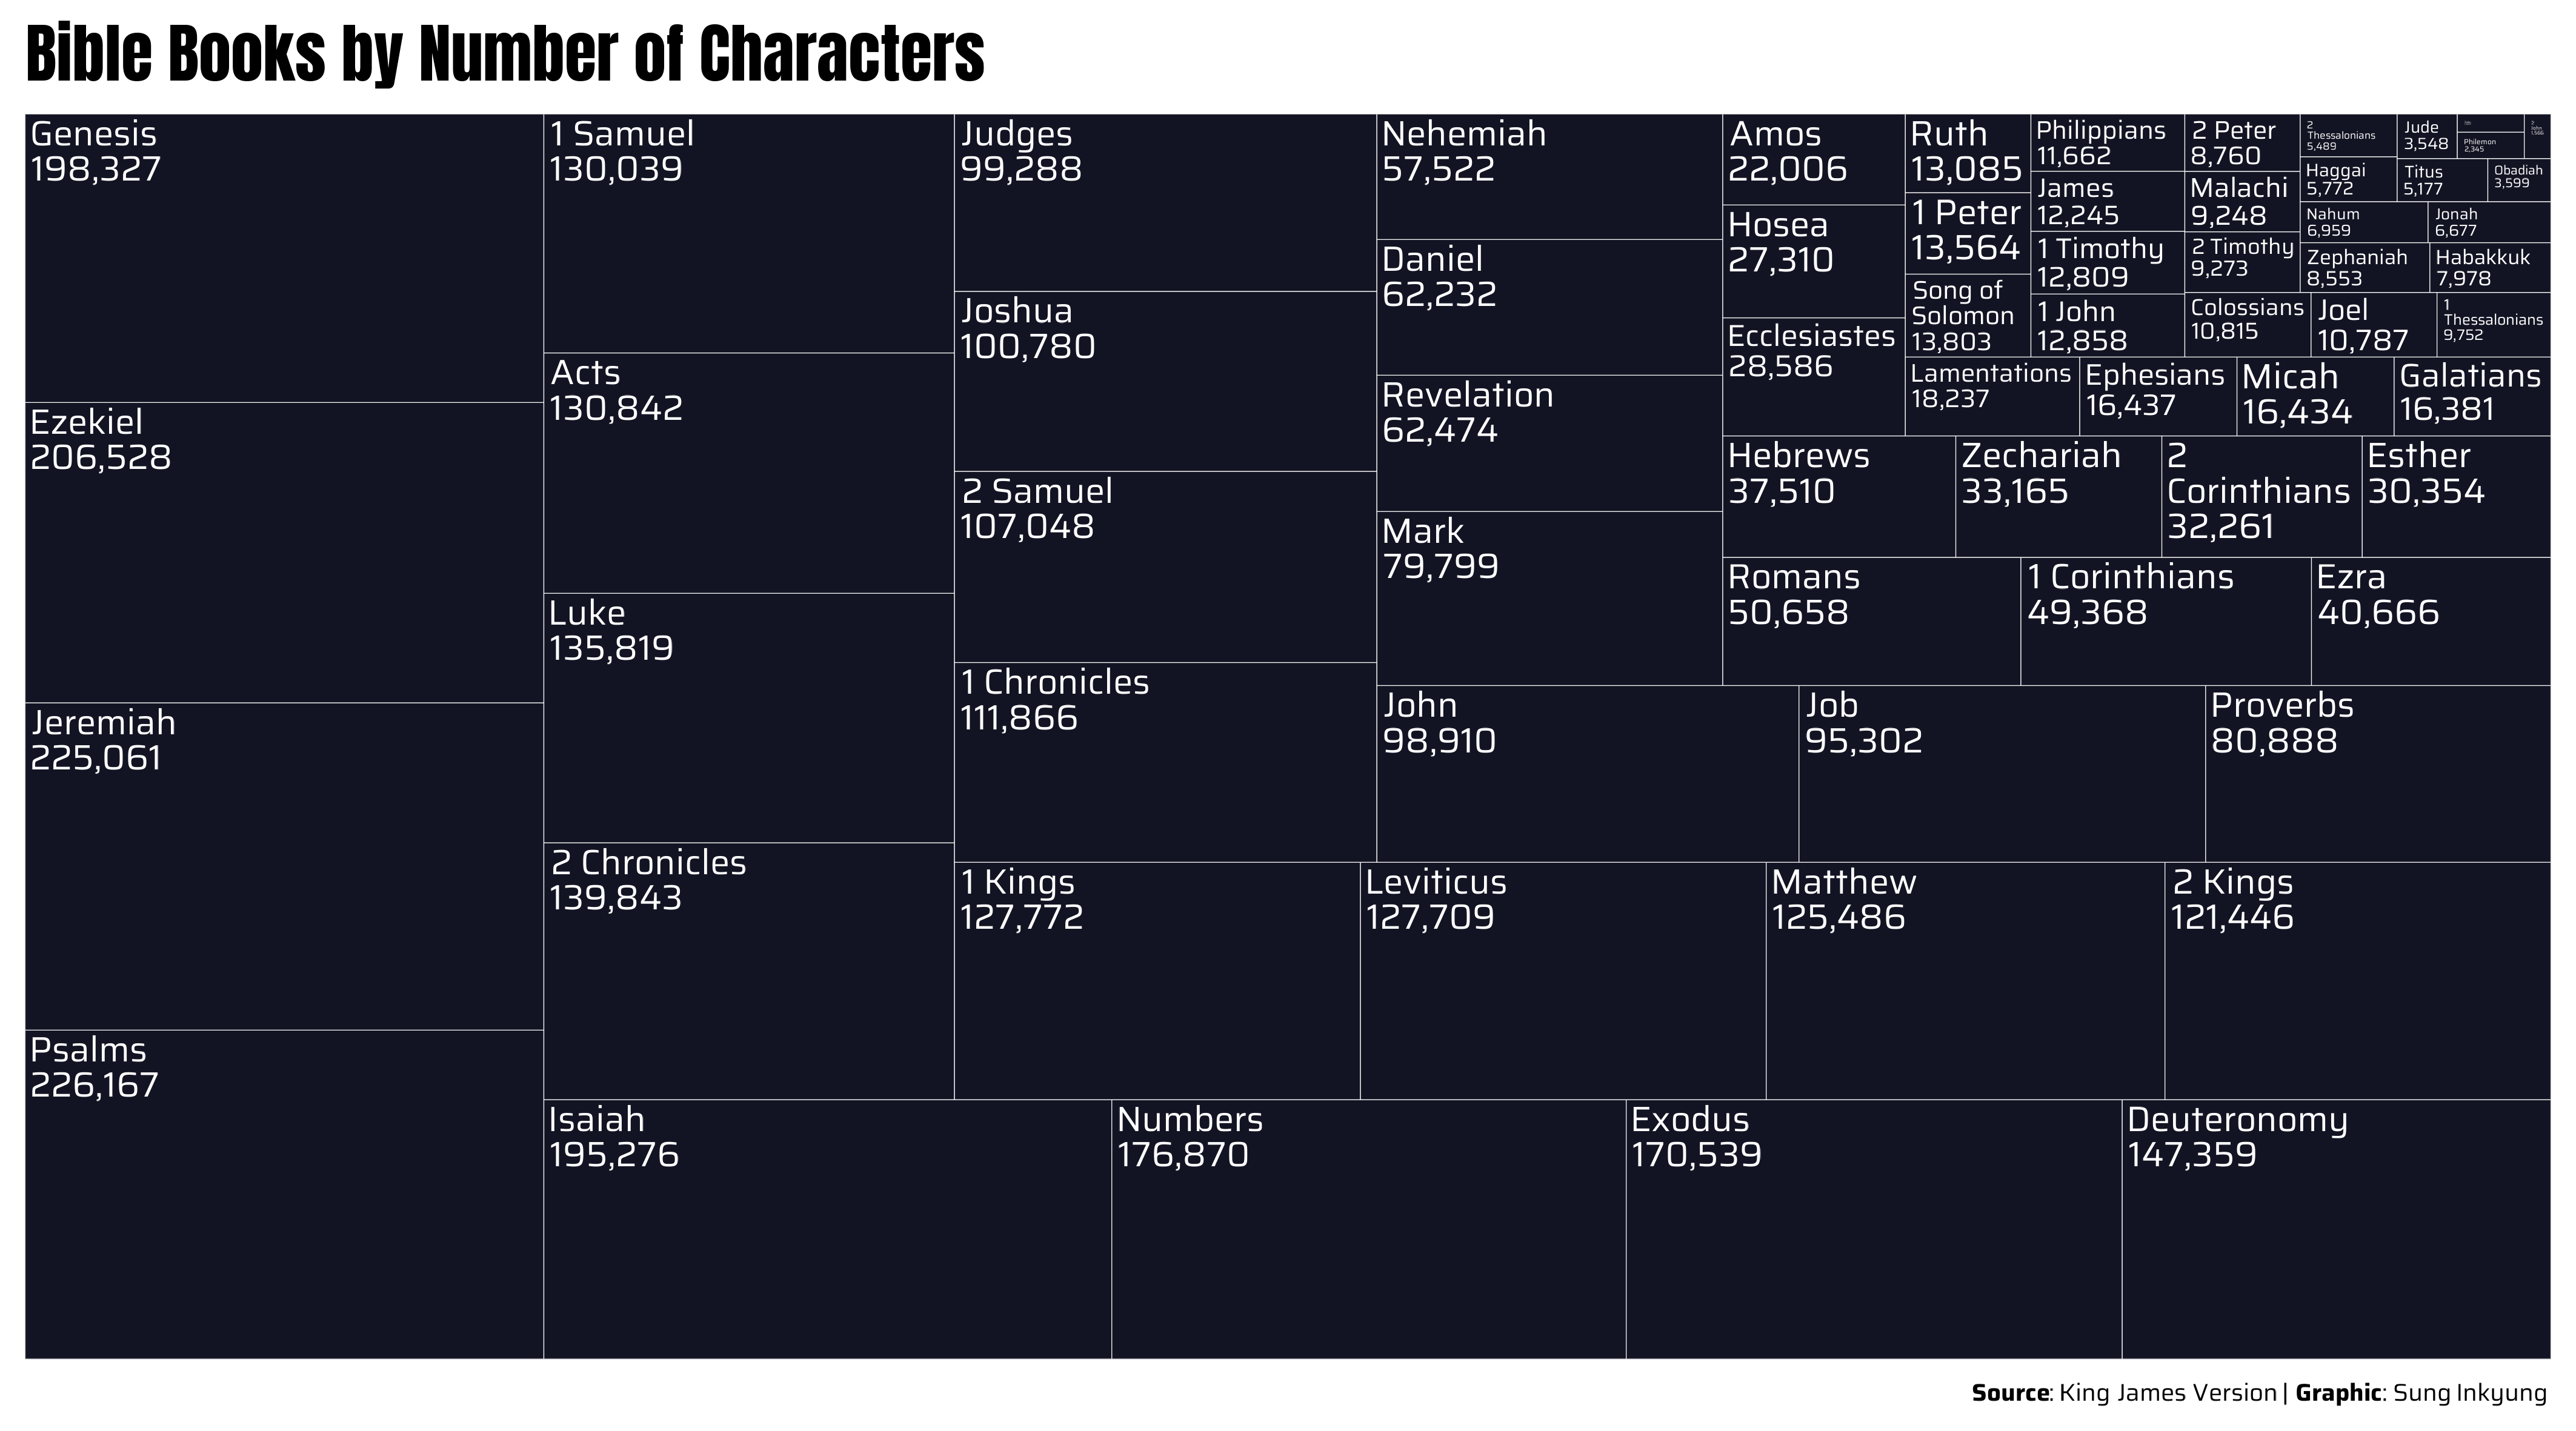 Bible Books by Number of Characters
Genesis
198,327
Ezekiel
206,528
Jeremiah
225,061
Psalms
226,167
1 Samuel
130,039
Acts
130,842
Luke
135,819
2 Chronicles
139,843
Isaiah
195,276
Numbers
176,870
Exodus
170,539
Deuteronomy
147,359
Judges
99,288
Joshua
100,780
2 Samuel
107,048
1 Chronicles
111,866
1 Kings
127,772
Leviticus
127,709
Matthew
125,486
2 Kings
121,446
Nehemiah
57,522
Daniel
62,232
Revelation
62,474
Mark
79,799
John
98,910
Job
95,302
Proverbs
80,888
Amos
22,006
Hosea
27,310
Ecclesiastes
28,586
Hebrews
37,510
Zechariah
33,165
2
Corinthians
32,261
Esther
30,354
Romans
50,658
1 Corinthians
49,368
Ezra
40,666
Ruth
13,085
1 Peter
13,564
Song of
Solomon
13,803
Lamentations
18,237
Ephesians
16,437
Micah
16,434
Galatians
16,381
Philippians
11,662
James
12,245
1 Timothy
12,809
1 John
12,858
2 Peter
8,760
Malachi
9,248
2 Timothy
9,273
Colossians
10,815
Joel
10,787
1
Thessalonians
9,752
2
Thessalonians
5,489
Haggai
5,772
Nahum
6,959
Jonah
6,677
Zephaniah
8,553
Habakkuk
7,978
Jude
3,548
Titus
5,177
Obadiah
3,599
Philemon
2,345
John
Source: King James Version | Graphic: Sung Inkyung